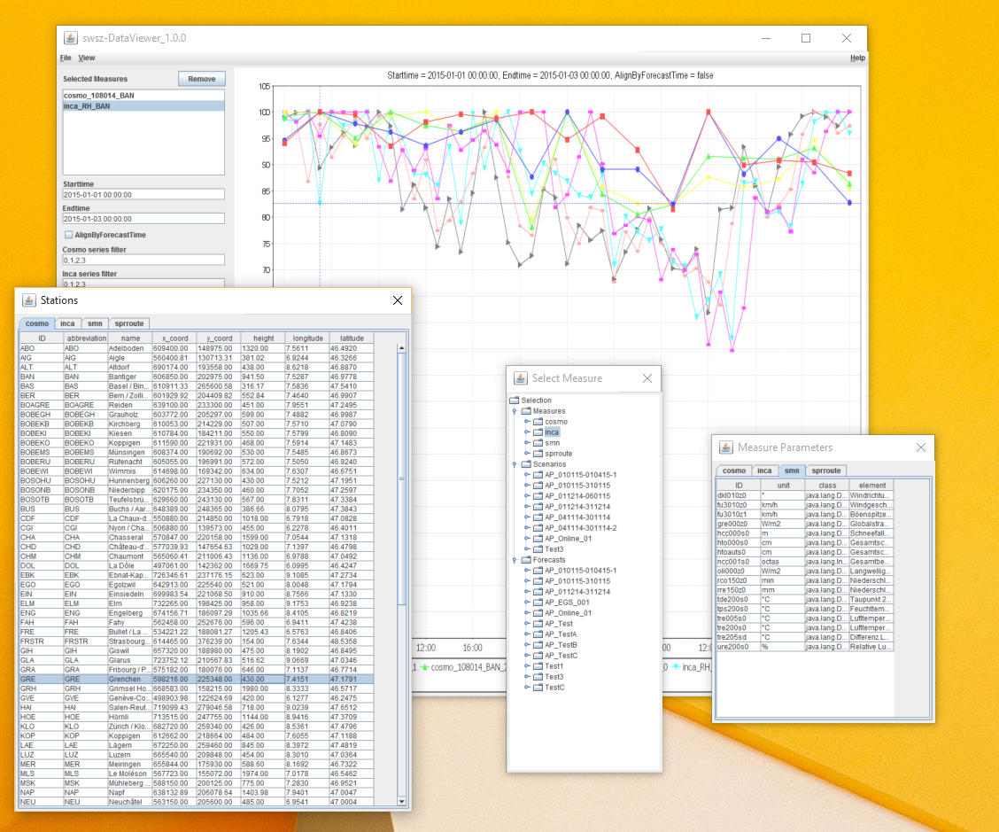 swsz-DataViewer_1.0.0
File View Help
Selected Measures Remove
cosmo_108014_BAN
inca_RH_BAN
Starttime
2015-01-01 00:00:00
Endtime
2015-01-03 00:00:00
AlignByForecastTime
Cosmo series filter
0,1,2,3
Inca series filter
0,1,2,3
Starttime = 2015-01-01 00:00:00, Endtime = 2015-01-03 00:00:00, AlignByForecastTime = false
105
100
95
90
85
80
75
70
12:00 16:00 00 12:
_1 cosmo_108014_BAN_2 _0 inca_RH_
Stations
cosmo inca smn sprroute
ID abbreviation name x_coord y_coord height longitude latitude
ABO ABO Adelboden 609400.00 148975.00 1320.00 7.5611 46.4920
AIG AIG Aigle 560400.81 130713.31 381.02 6.9244 46.3266
ALT ALT Altdorf 690174.00 193558.00 438.00 8.6218 46.8870
BAN BAN Bantiger 606850.00 202975.00 941.50 7.5287 46.9778
BAS BAS Basel / Bin... 610911.33 265600.58 316.17 7.5836 47.5410
BER BER Bern / Zolli... 601929.92 204409.82 552.84 7.4640 46.9907
BOAGRE BOAGRE Reiden 639100.00 233300.00 451.00 7.9551 47.2495
BOBEGH BOBEGH Grauholz 603772.00 205297.00 599.00 7.4882 46.9987
BOBEKB BOBEKB Kirchberg 610053.00 214229.00 507.00 7.5710 47.0790
BOBEKI BOBEKI Kiesen 610784.00 184211.00 550.00 7.5799 46.8090
BOBEKO BOBEKO Koppigen 611590.00 221931.00 468.00 7.5914 47.1483
BOBEMS BOBEMS Münsingen 608374.00 190692.00 530.00 7.5485 46.8673
BOBERU BOBERU Rüfenacht 605055.00 196991.00 572.00 7.5050 46.9240
BOBEWI BOBEWI Wimmis 614698.00 169342.00 634.00 7.6307 46.6751
BOSOHU BOSOHU Hunnenberg 606260.00 227130.00 430.00 7.5212 47.1951
BOSONB BOSONB Niederbipp 620175.00 234350.00 460.00 7.7052 47.2597
BOSOTB BOSOTB Teufelsbrü... 629660.00 243130.00 567.00 7.8311 47.3384
BUS BUS Buchs / Aar... 648389.00 248365.00 386.66 8.0795 47.3843
CDF CDF La Chaux-d... 550880.00 214850.00 1018.00 6.7918 47.0828
CGI CGI Nyon / Cha... 506880.00 139573.00 455.00 6.2278 46.4011
CHA CHA Chasseral 570847.00 220158.00 1599.00 7.0544 47.1318
CHD CHD Château-d'... 577039.93 147654.63 1029.00 7.1397 46.4798
CHM CHM Chaumont 565060.41 211006.43 1136.00 6.9788 47.0492
DOL DOL La Dôle 497061.00 142362.00 1669.75 6.0995 46.4247
EBK EBK Ebnat-Kap... 726346.61 237176.15 623.00 9.1085 47.2734
EGO EGO Egolzwil 642913.00 225540.00 521.00 8.0048 47.1794
EIN EIN Einsiedeln 699983.54 221068.50 910.00 8.7566 47.1330
ELM ELM Elm 732265.00 198425.00 958.00 9.1753 46.9238
ENG ENG Engelberg 674156.71 186097.29 1035.66 8.4105 46.8219
FAH FAH Fahy 562458.00 252676.00 596.00 6.9411 47.4238
FRE FRE Bullet / La ... 534221.22 188081.27 1205.43 6.5763 46.8406
FRSTR FRSTR Strasbourg... 614465.00 376239.00 154.00 7.6344 48.5358
GIH GIH Giswil 657320.00 188980.00 475.00 8.1902 46.8495
GLA GLA Glarus 723752.12 210567.83 516.62 9.0669 47.0346
GRA GRA Fribourg / P... 575182.00 180076.00 646.00 7.1137 46.7714
GRE GRE Grenchen 598216.00 225348.00 430.00 7.4151 47.1791
GRH GRH Grimsel Ho... 668583.00 158215.00 1980.00 8.3333 46.5717
GVE GVE Genève-Co... 498903.98 122624.69 420.00 6.1277 46.2475
HAI HAI Salen-Reut... 719099.43 279046.58 718.00 9.0239 47.6512
HOE HOE Hörnli 713515.00 247755.00 1144.00 8.9416 47.3709
KLO KLO Zürich / Klo... 682720.00 259340.00 426.00 8.5361 47.4796
KOP KOP Koppigen 612662.00 218664.00 484.00 7.6055 47.1188
LAE LAE Lägern 672250.00 259460.00 845.00 8.3972 47.4819
LUZ LUZ Luzern 665540.00 209848.00 454.00 8.3010 47.0364
MER MER Meiringen 655844.00 175930.00 588.60 8.1692 46.7322
MLS MLS Le Moléson 567723.00 155072.00 1974.00 7.0178 46.5462
MSK MSK Mühleberg ... 588150.00 200125.00 775.00 7.2830 46.9521
NAP NAP Napf 638132.89 206078.64 1403.98 7.9401 47.0047
NEU NEU Neuchâtel 563150.00 205600.00 485.00 6.9541 47.0004
Select Measure
Selection
Measures
cosmo
inca
smn
sprroute
Scenarios
AP_010115-010415-1
AP_010115-310115
AP_011214-060115
AP_011214-311214
AP_041114-301114
AP_041114-301114-2
AP_Online_01
Test3
Forecasts
AP_010115-010415-1
AP_010115-310115
AP_011214-311214
AP_EGS_001
AP_Online_01
AP_Test
AP_TestA
AP_TestB
AP_TestC
Test1
Test3
TestC
Measure Parameters
cosmo inca smn sprroute
ID unit class element
dkl010z0 ° java.lang.D... Windrichtu...
fu3010z0 km/h java.lang.D... Windgesch...
fu3010z1 km/h java.lang.D... Böenspitze...
gre000z0 W/m2 java.lang.D... Globalstra...
hcc000s0 m java.lang.D... Schneefall...
hto000s0 cm java.lang.D... Gesamtsc...
htoauts0 cm java.lang.D... Gesamtsc...
ncc001s0 octas java.lang.In... Gesamtbe...
oli000z0 W/m2 java.lang.D... Langwellig...
rco150z0 min java.lang.D... Niederschl...
rre150z0 mm java.lang.D... Niederschl...
tde200s0 °C java.lang.D... Taupunkt 2...
tps200s0 °C java.lang.D... Feuchttem...
tre005s0 °C java.lang.D... Lufttemper...
tre200s0 °C java.lang.D... Lufttemper...
tre205sd °C java.lang.D... Differenz L...
ure200s0 % java.lang.D... Relative Lu...